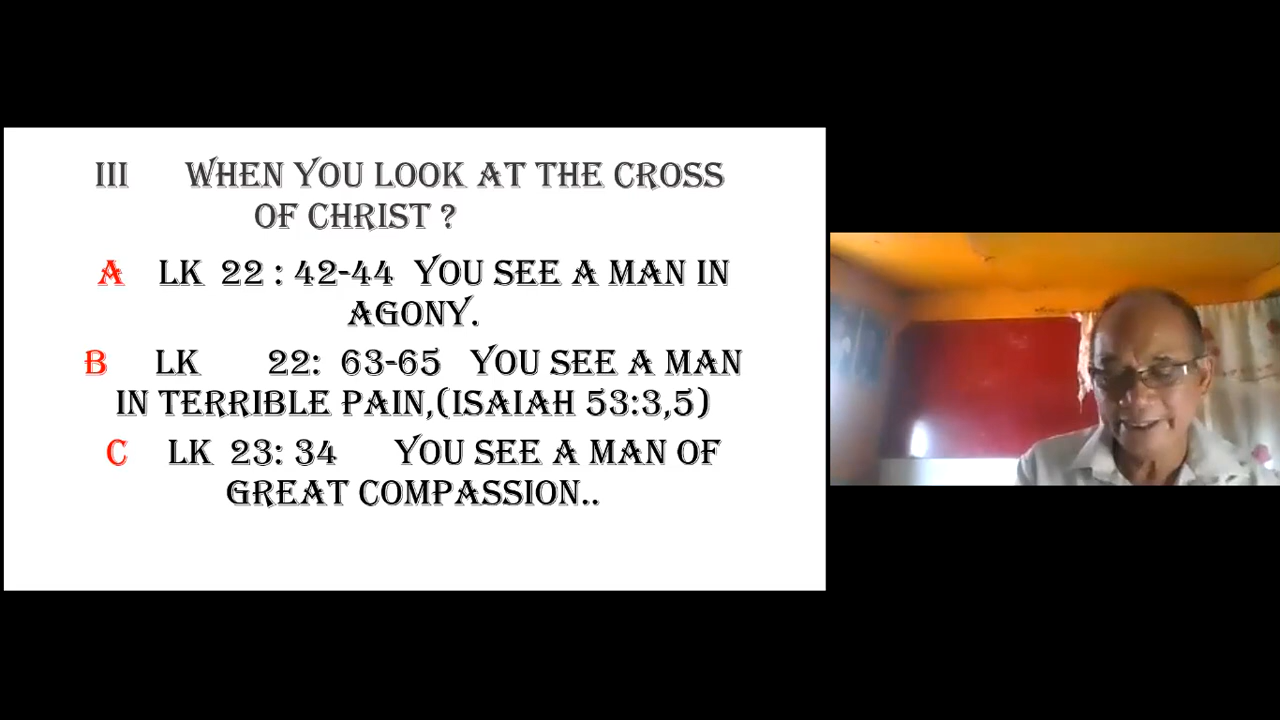 III WHEN YOU LOOK AT THE CROSS
OF CHRIST ?
A LK 22 : 42-44 YOU SEE A MAN IN
AGONY.
B LK 22: 63-65 YOU SEE A MAN
IN TERRIBLE PAIN,(ISAIAH 53:3,5)
C LK 23: 34 YOU SEE A MAN OF
GREAT COMPASSION..